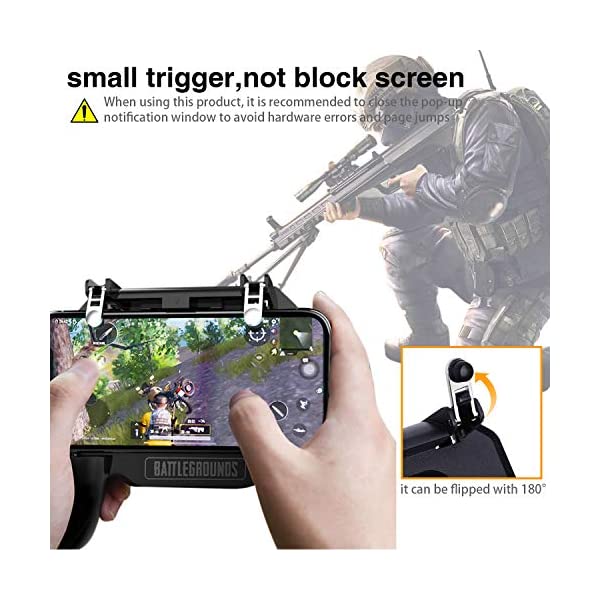 small trigger,not block screen
When using this product, it is recommended to close the pop-up
notification window to avoid hardware errors and page jumps
BATTLEGROUNDS
it can be flipped with 180°